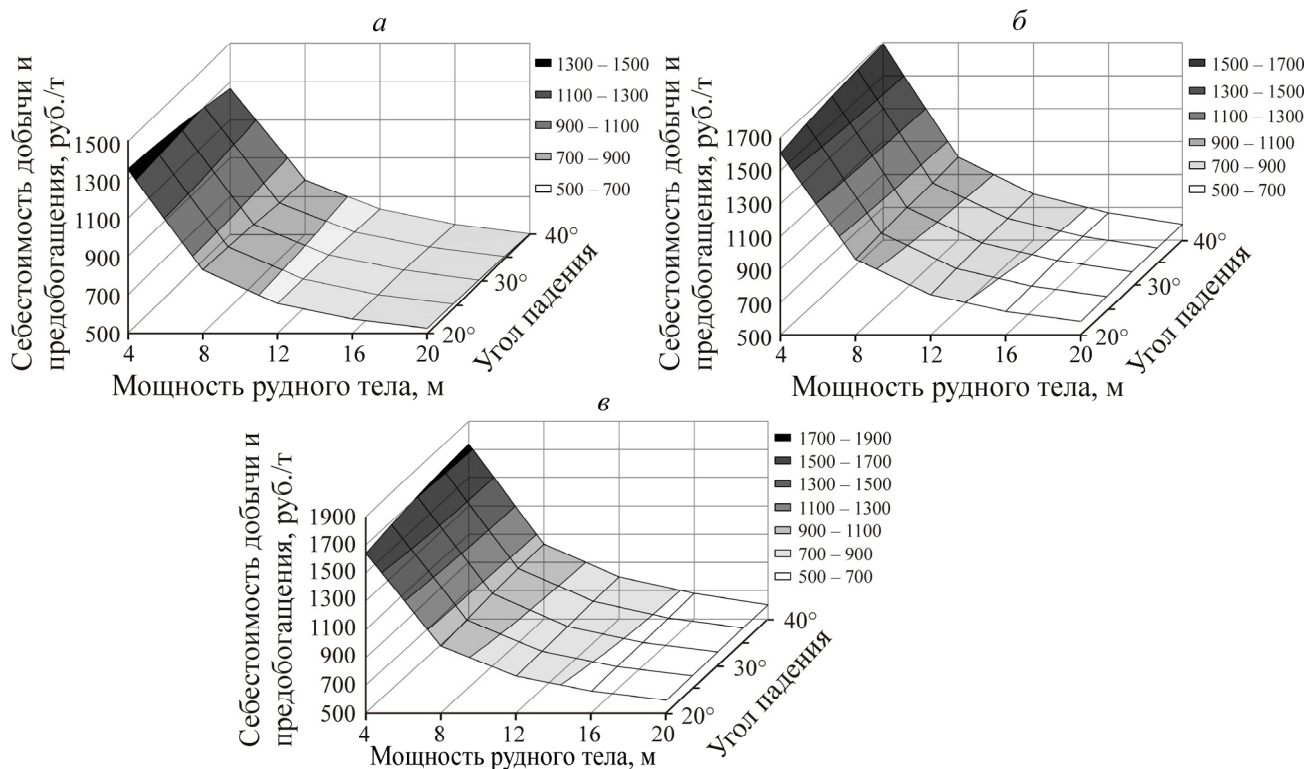 а
Себестоимость добычи и
предобогащения, руб./т
1500
1300
1100
900
700
500
4
8
12
16
20
20°
30°
40°
Мощность рудного тела, м
Угол падения
1300 – 1500
1100 – 1300
900 – 1100
700 – 900
500 – 700
б
Себестоимость добычи и
предобогащения, руб./т
1700
1500
1300
1100
900
700
500
4
8
12
16
20
20°
30°
40°
Мощность рудного тела, м
Угол падения
1500 – 1700
1300 – 1500
1100 – 1300
900 – 1100
700 – 900
500 – 700
в
Себестоимость добычи и
предобогащения, руб./т
1900
1700
1500
1300
1100
900
700
500
4
8
12
16
20
20°
30°
40°
Мощность рудного тела, м
Угол падения
1700 – 1900
1500 – 1700
1300 – 1500
1100 – 1300
900 – 1100
700 – 900
500 – 700